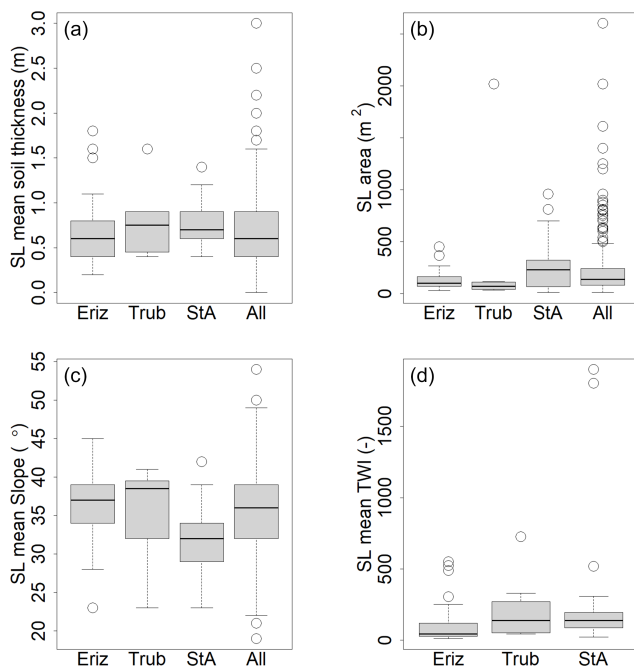 (a)
SL mean soil thickness (m)
3.0
2.5
2.0
1.5
1.0
0.5
0.0
Eriz Trub StA All
(b)
SL area (m²)
2000
1000
500
0
Eriz Trub StA All
(c)
SL mean Slope (°)
55
50
45
40
35
30
25
20
Eriz Trub StA All
(d)
SL mean TWI (-)
1500
1000
500
0
Eriz Trub StA